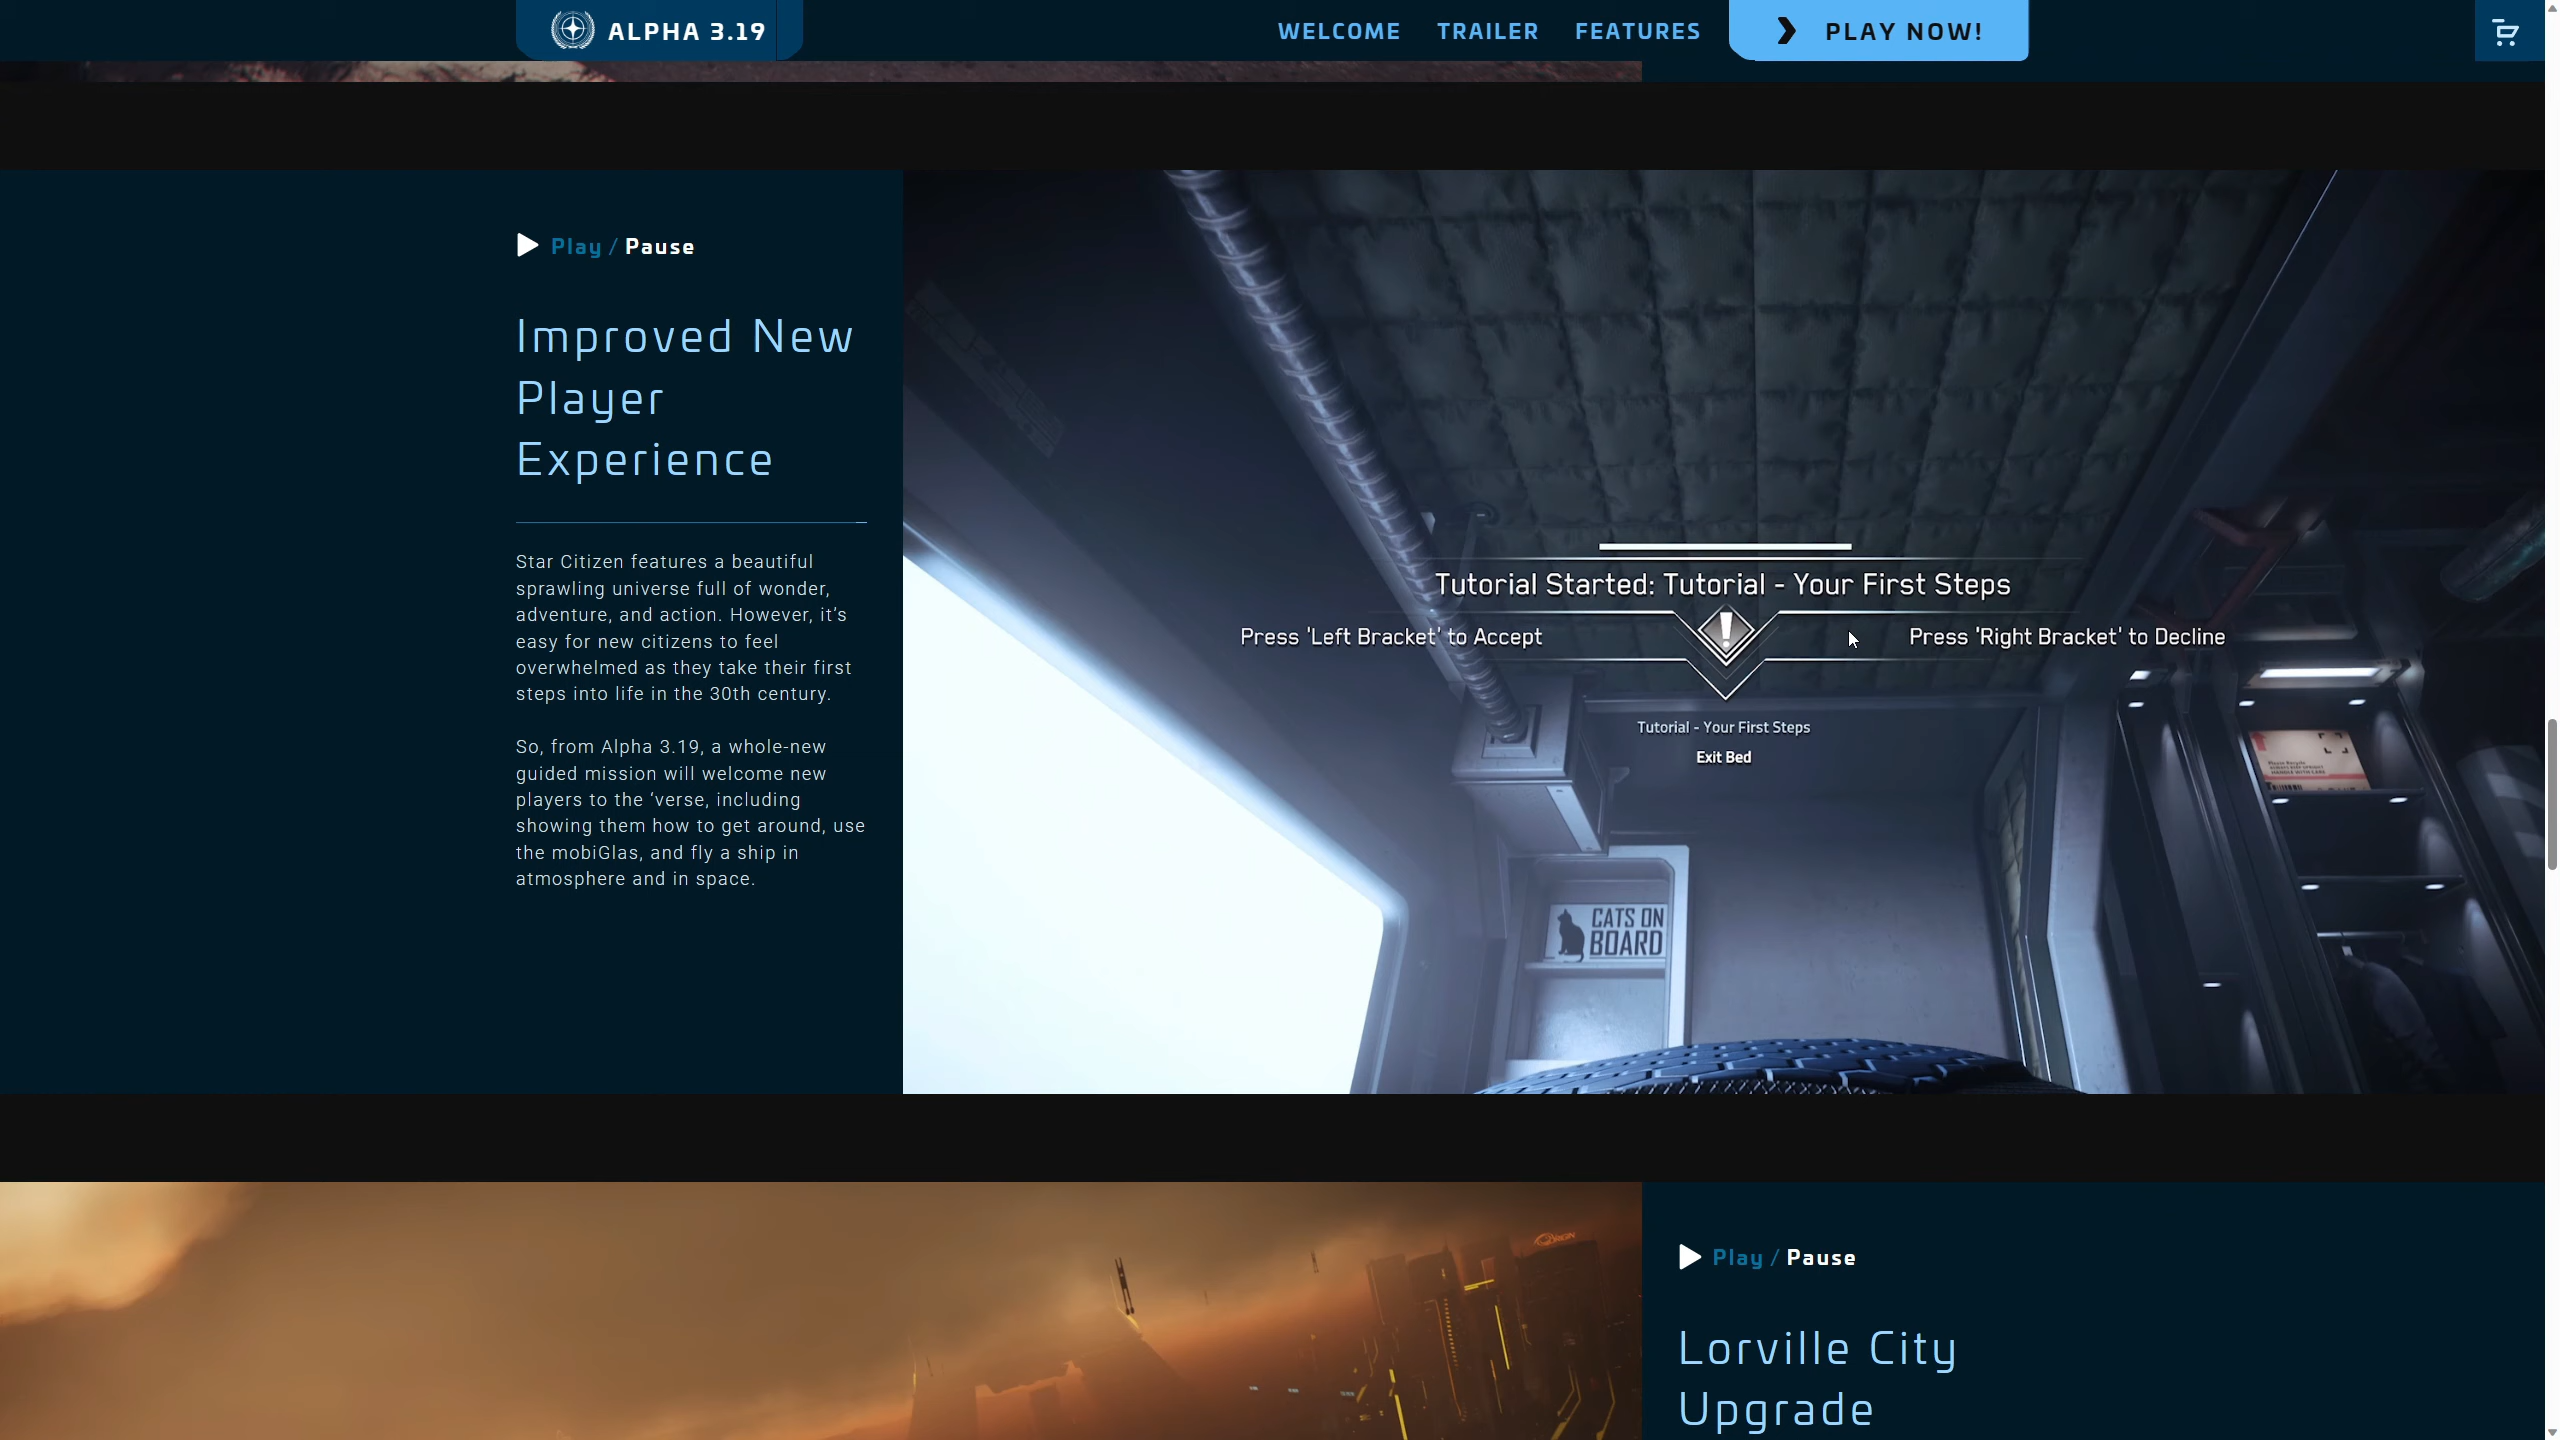 ALPHA 3.19
WELCOME
TRAILER
FEATURES
PLAY NOW!
Play / Pause
Improved New
Player
Experience
Star Citizen features a beautiful
sprawling universe full of wonder,
adventure, and action. However, it’s
easy for new citizens to feel
overwhelmed as they take their first
steps into life in the 30th century.
So, from Alpha 3.19, a whole-new
guided mission will welcome new
players to the ‘verse, including
showing them how to get around, use
the mobiGlas, and fly a ship in
atmosphere and in space.
Tutorial Started: Tutorial - Your First Steps
Press 'Left Bracket' to Accept
Press 'Right Bracket' to Decline
Tutorial - Your First Steps
Exit Bed
CATS ON
BOARD
Play / Pause
Lorville City
Upgrade